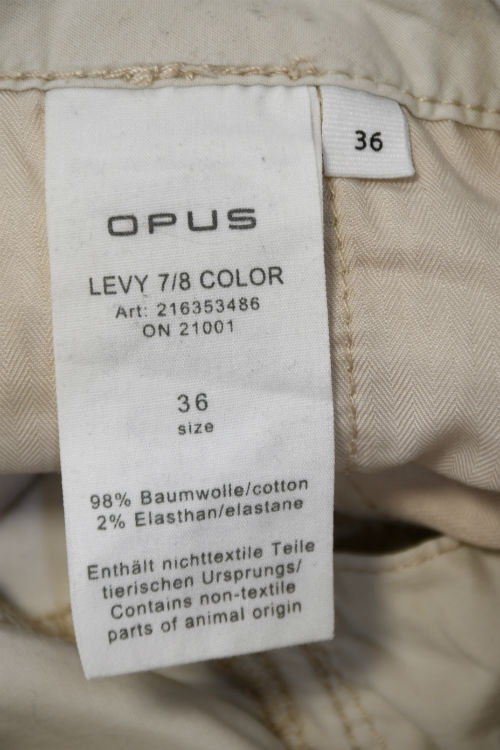 36
OPUS
LEVY 7/8 COLOR
Art: 216353486
ON 21001
36
size
98% Baumwolle/cotton
2% Elasthan/elastane
Enthält nichttextile Teile
tierischen Ursprungs/
Contains non-textile
parts of animal origin